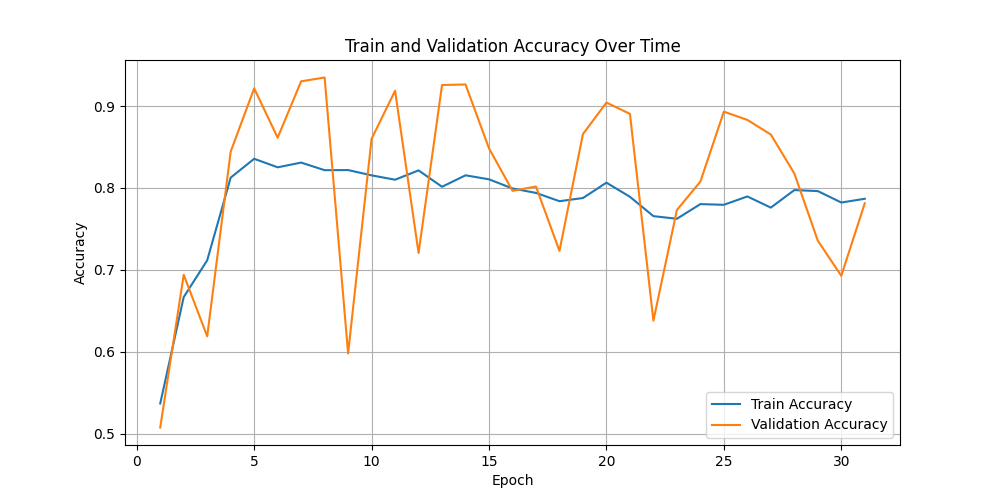 Train and Validation Accuracy Over Time
Accuracy
0.9
0.8
0.7
0.6
0.5
0 5 10 15 20 25 30
Epoch
Train Accuracy
Validation Accuracy